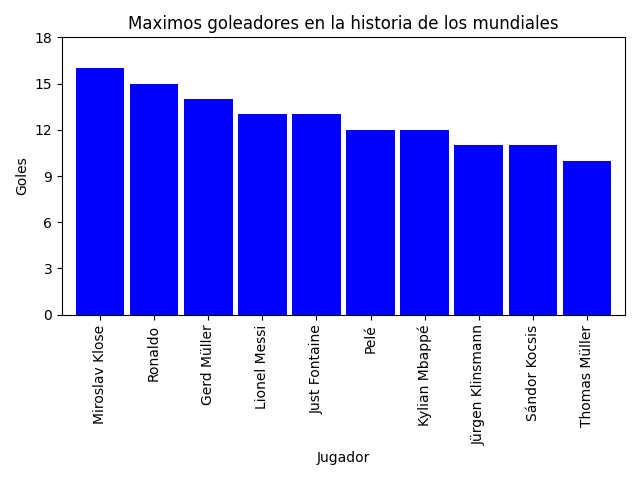 Maximos goleadores en la historia de los mundiales
Goles
18
15
12
9
6
3
0
Miroslav Klose
Ronaldo
Gerd Müller
Lionel Messi
Just Fontaine
Pelé
Kylian Mbappé
Jürgen Klinsmann
Sándor Kocsis
Thomas Müller
Jugador